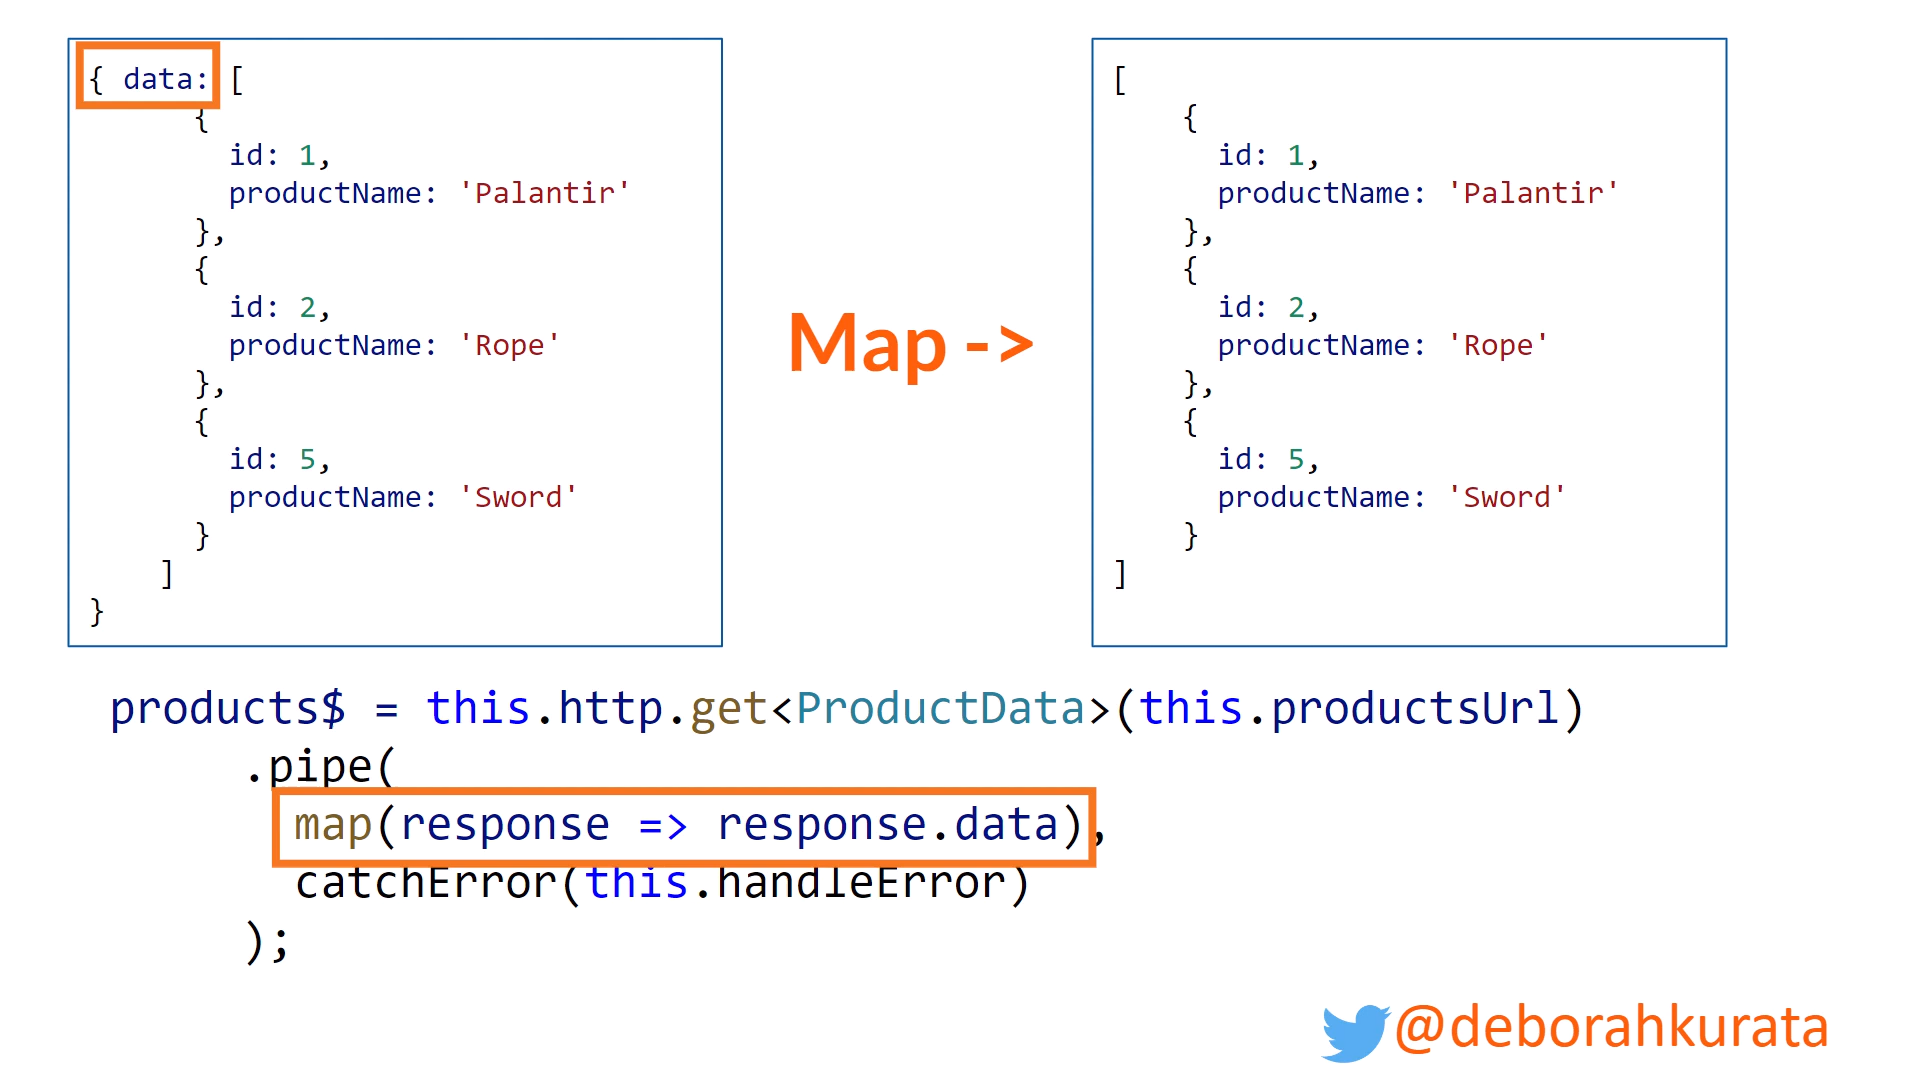 { data: [
{
id: 1,
productName: 'Palantir'
},
{
id: 2,
productName: 'Rope'
},
{
id: 5,
productName: 'Sword'
}
]
}
Map ->
[
{
id: 1,
productName: 'Palantir'
},
{
id: 2,
productName: 'Rope'
},
{
id: 5,
productName: 'Sword'
}
]
products$ = this.http.get<ProductData>(this.productsUrl)
.pipe(
map(response => response.data),
catchError(this.handleError)
);
@deborahkurata